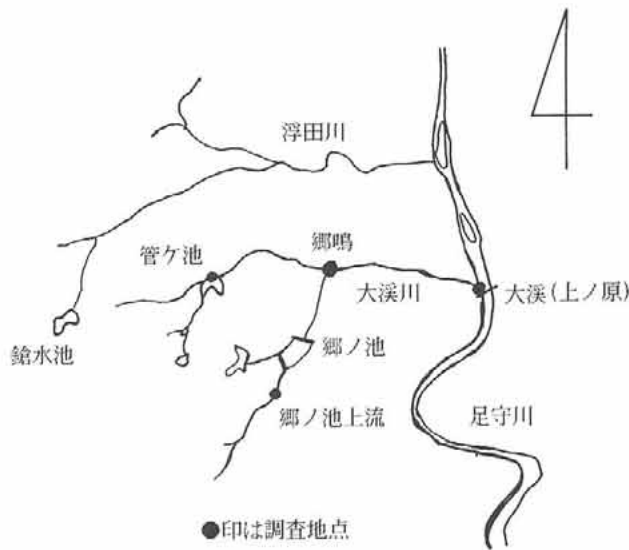 浮田川
管ケ池
郷鳴
大渓川
大渓(上ノ原)
鎗水池
郷ノ池
郷ノ池上流
足守川
●印は調査地点